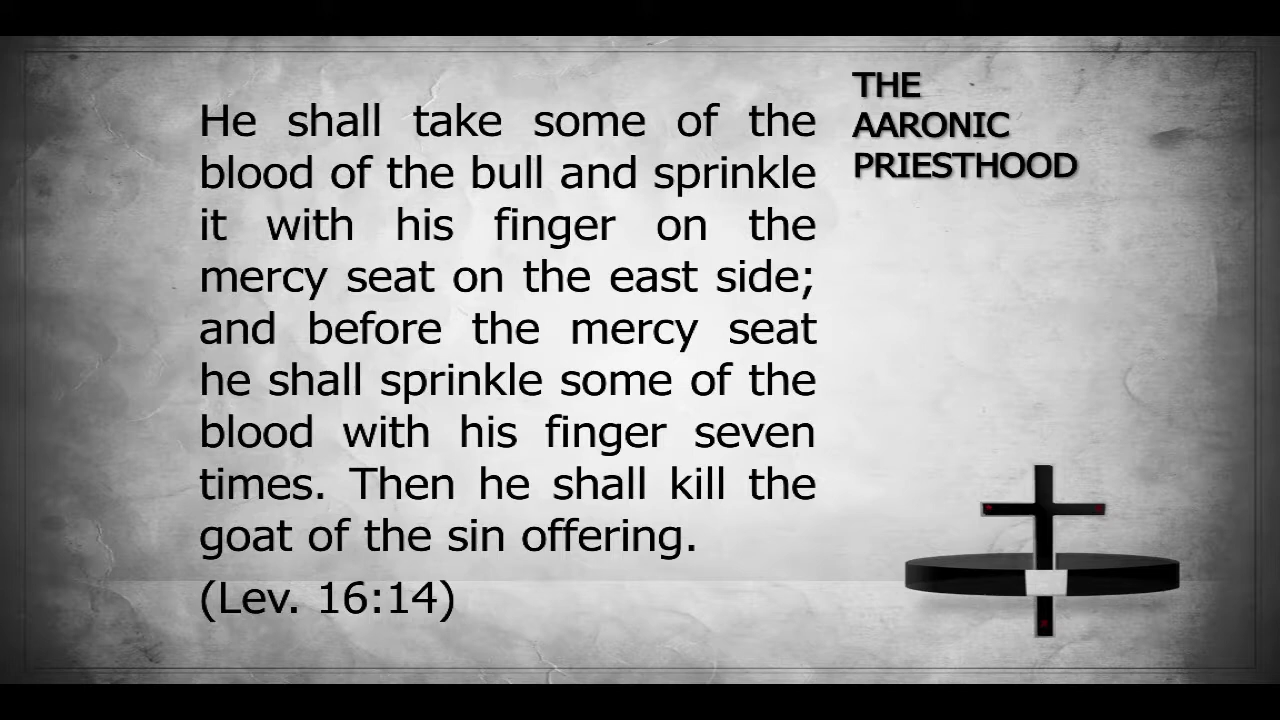 He shall take some of the
blood of the bull and sprinkle
it with his finger on the
mercy seat on the east side;
and before the mercy seat
he shall sprinkle some of the
blood with his finger seven
times. Then he shall kill the
goat of the sin offering.
(Lev. 16:14)
THE
AARONIC
PRIESTHOOD